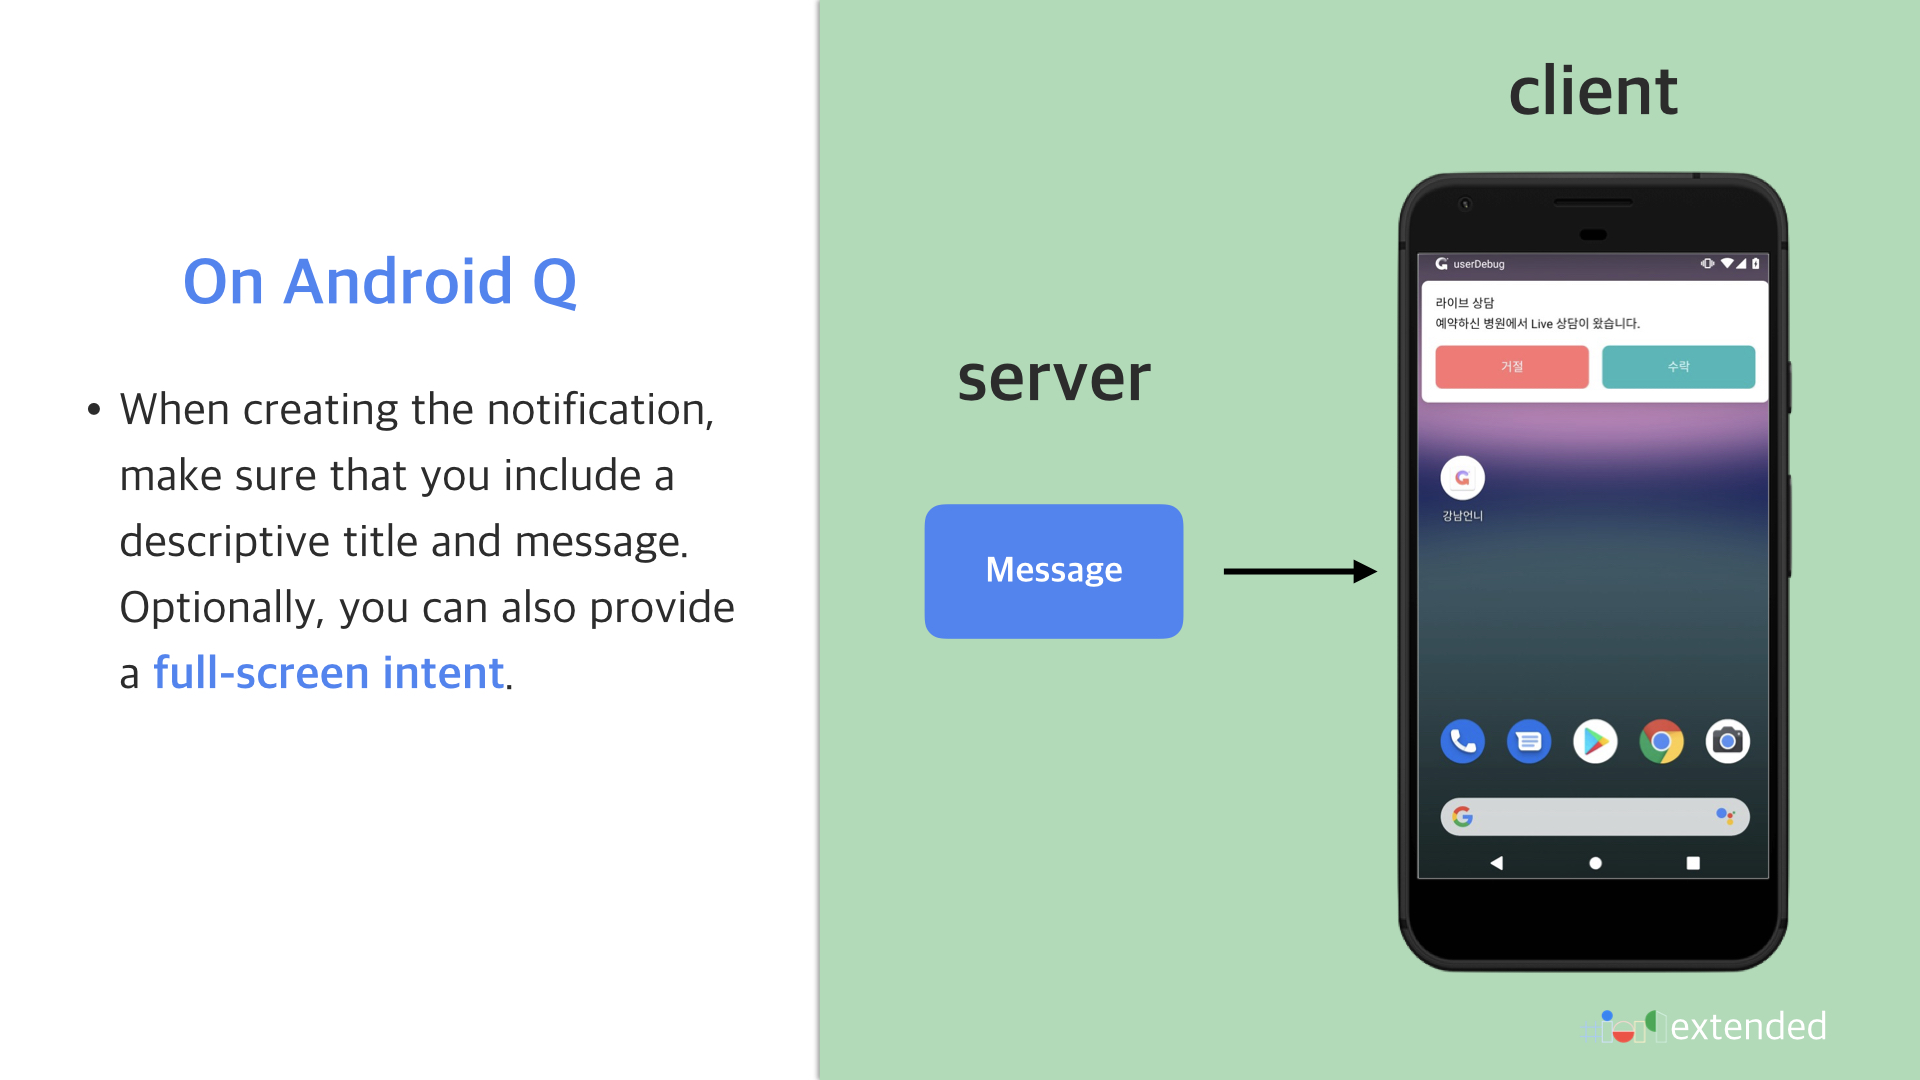 On Android Q
• When creating the notification,
make sure that you include a
descriptive title and message.
Optionally, you can also provide
a full-screen intent.
server
Message
client
userDebug
라이브 상담
예약하신 병원에서 Live 상담이 왔습니다.
거절
수락
강남언니
extended